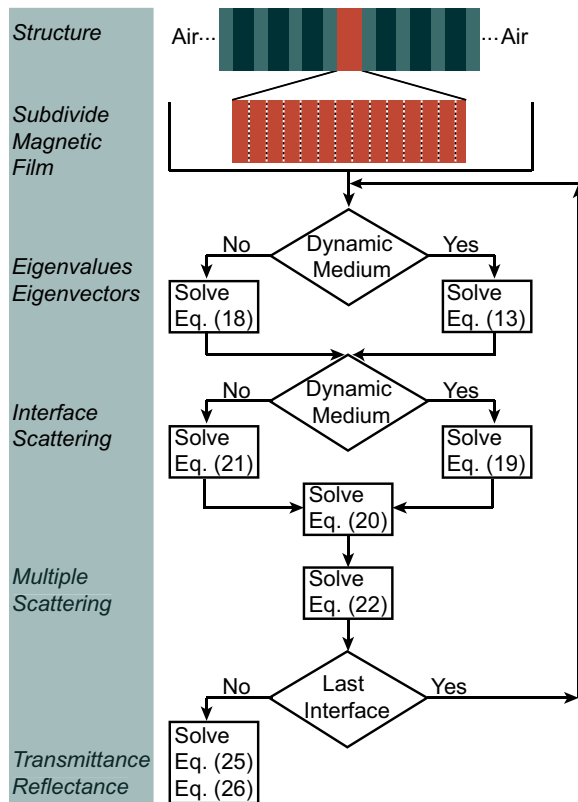 Structure
Air...
...Air
Subdivide
Magnetic
Film
Dynamic
Medium
No
Yes
Eigenvalues
Eigenvectors
Solve
Eq. (18)
Solve
Eq. (13)
Dynamic
Medium
No
Yes
Interface
Scattering
Solve
Eq. (21)
Solve
Eq. (19)
Solve
Eq. (20)
Multiple
Scattering
Solve
Eq. (22)
Last
Interface
No
Yes
Transmittance
Reflectance
Solve
Eq. (25)
Eq. (26)